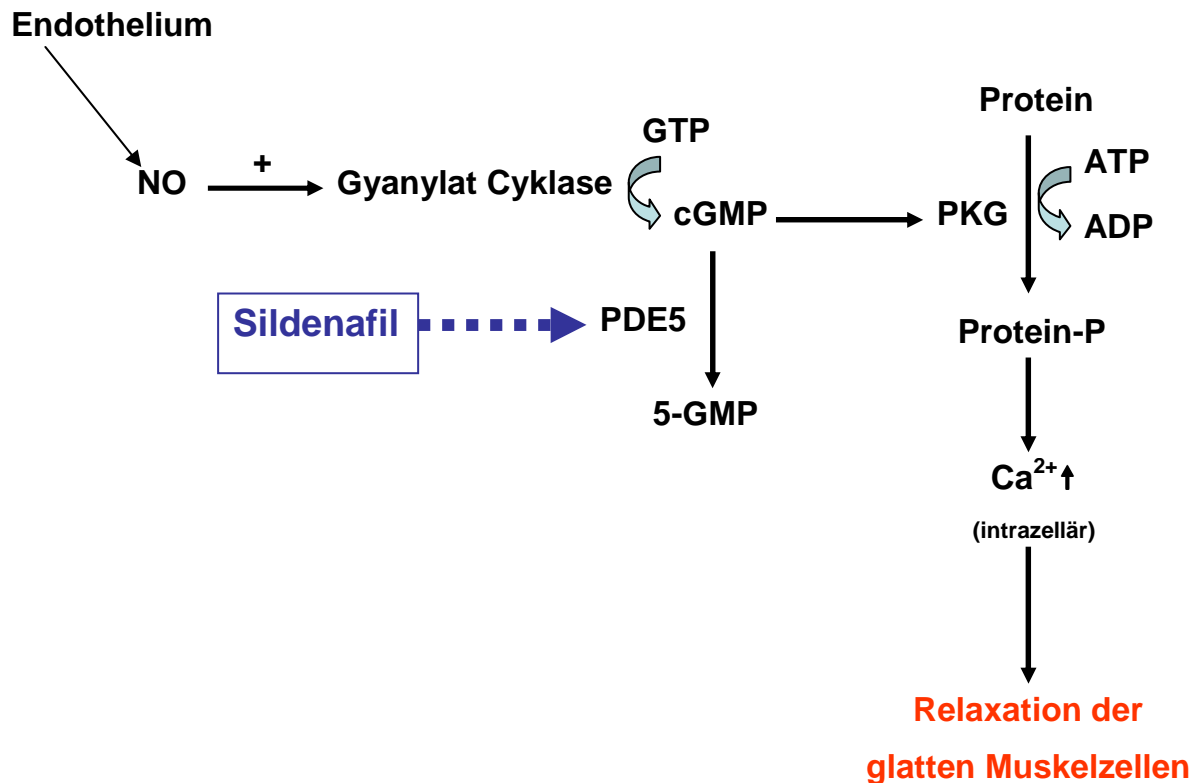 Endothelium
NO
+
Gyanylat Cyklase
GTP
cGMP
Sildenafil
PDE5
5-GMP
Protein
PKG
ATP
ADP
Protein-P
Ca²⁺↑
(intrazellär)
Relaxation der
glatten Muskelzellen